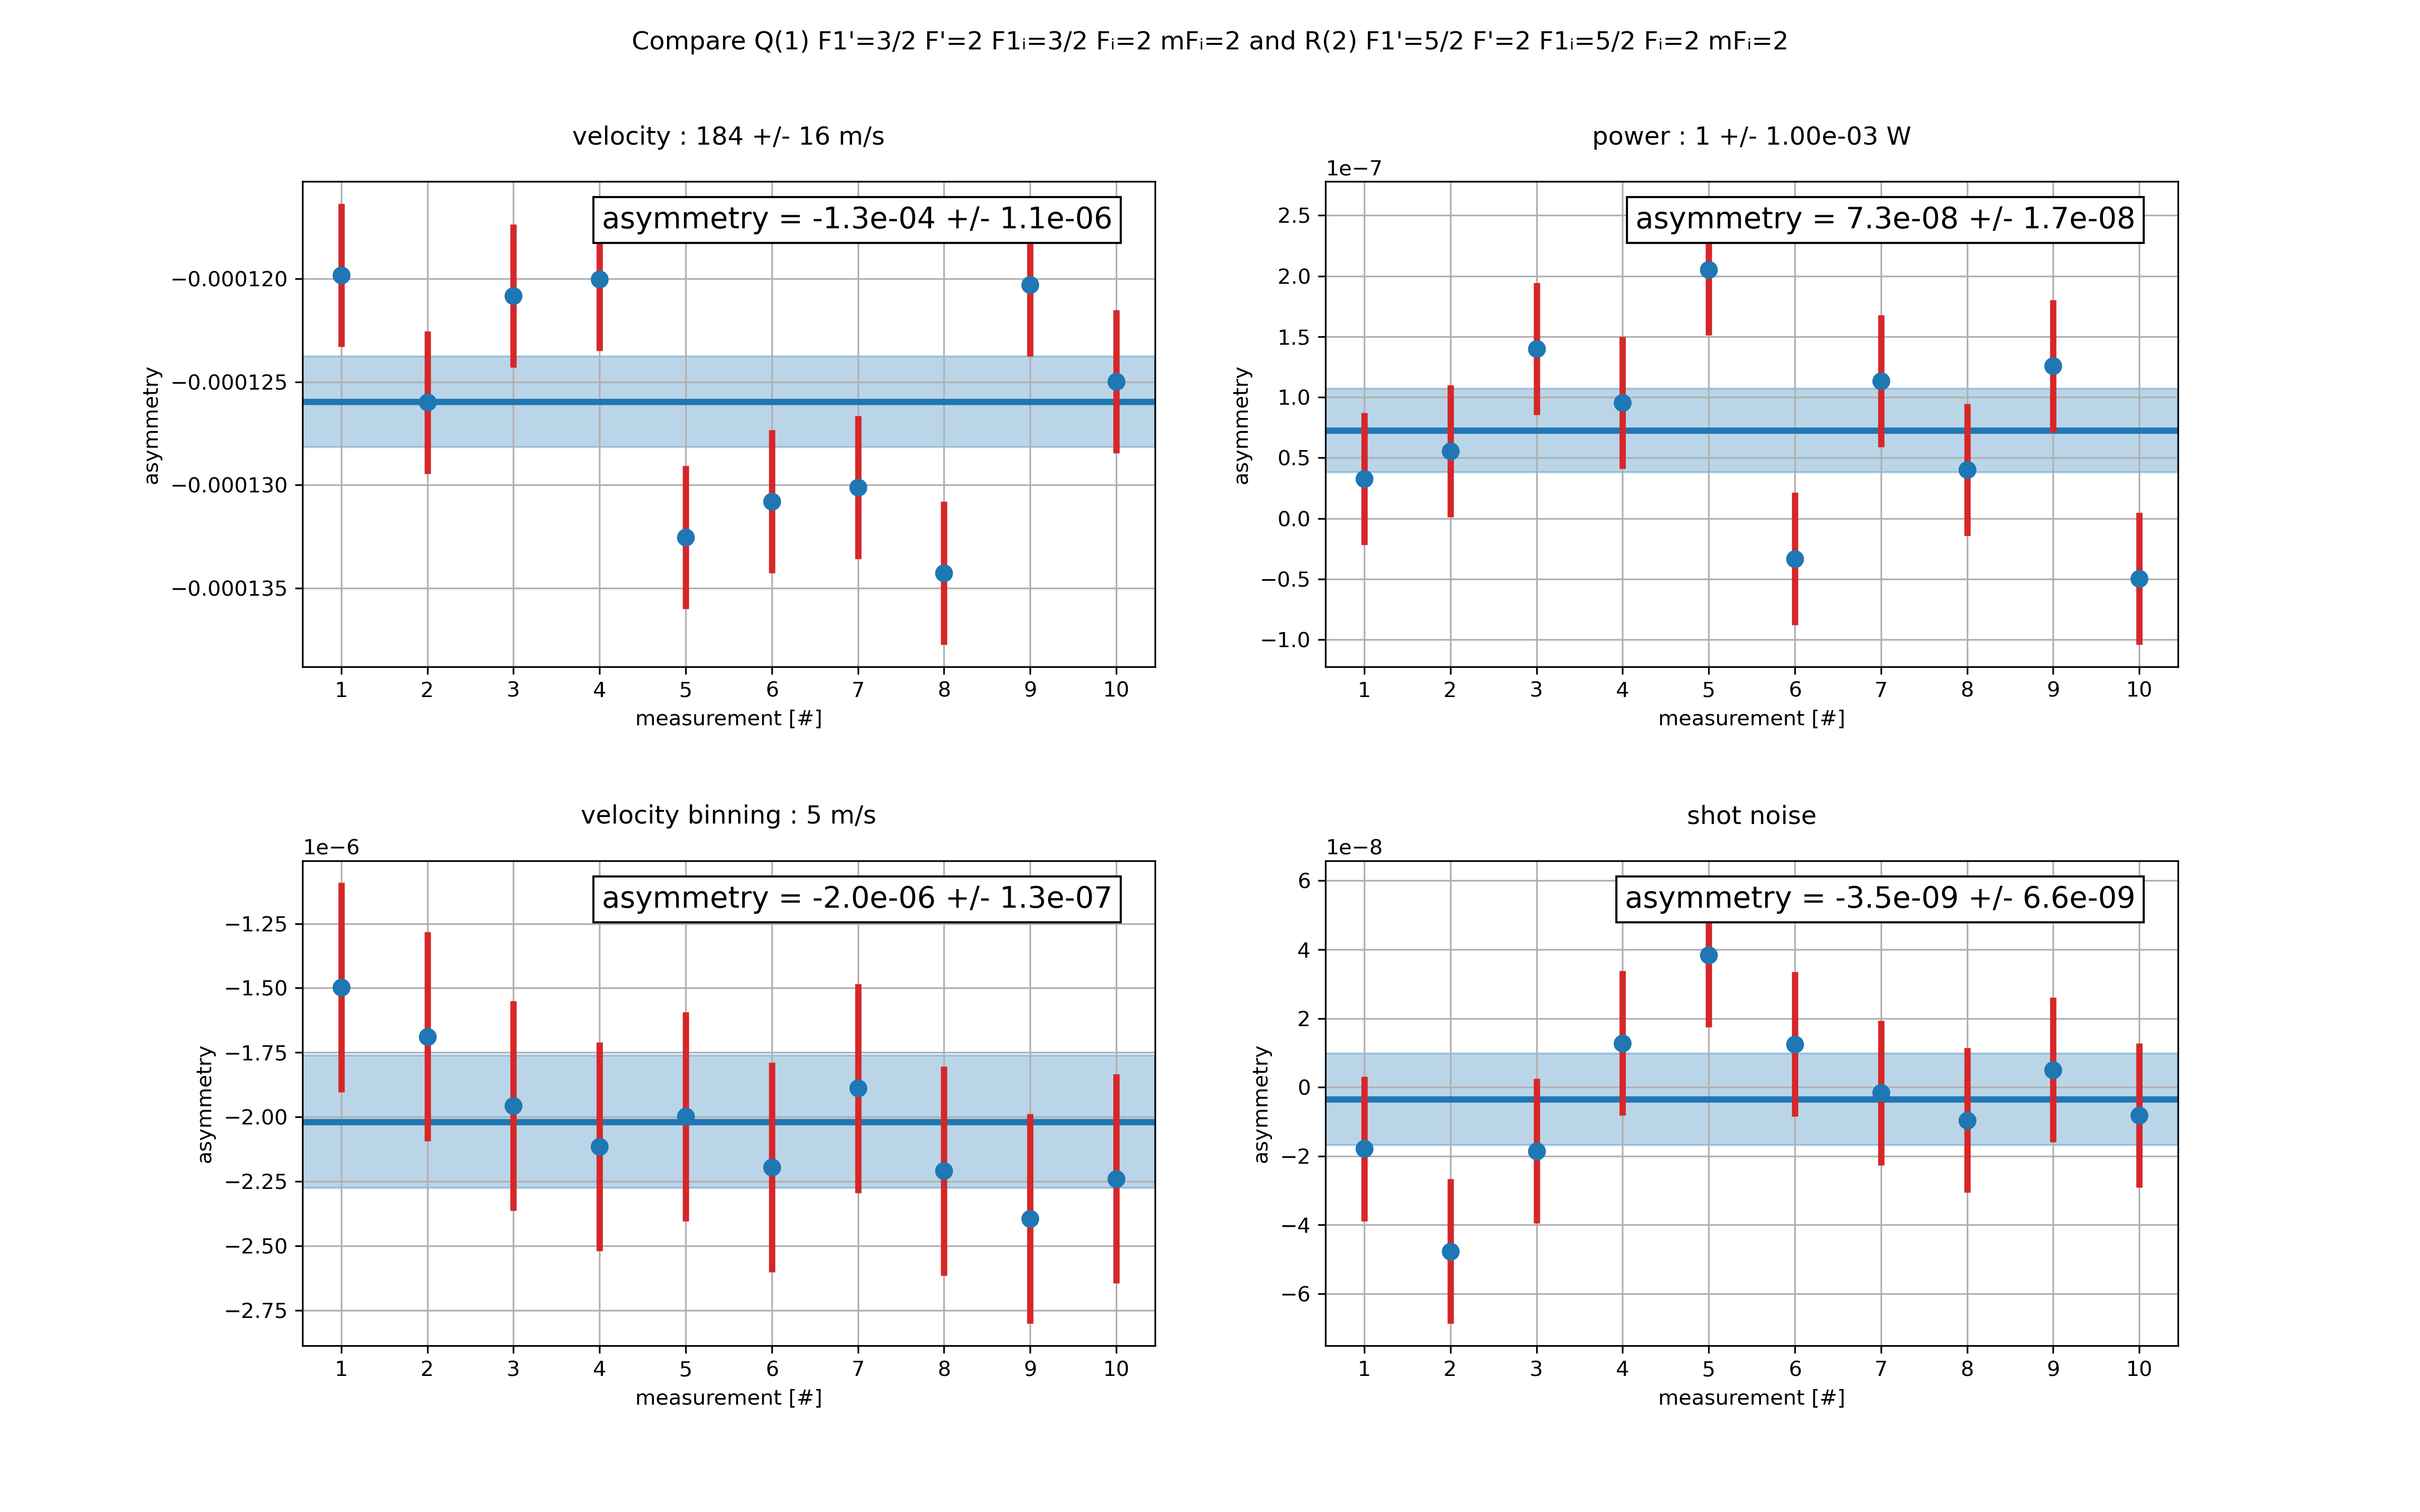 Compare Q(1) F1'=3/2 F'=2 F1ᵢ=3/2 Fᵢ=2 mFᵢ=2 and R(2) F1'=5/2 F'=2 F1ᵢ=5/2 Fᵢ=2 mFᵢ=2
velocity : 184 +/- 16 m/s
asymmetry = -1.3e-04 +/- 1.1e-06
−0.000120
−0.000125
−0.000130
−0.000135
asymmetry
1 2 3 4 5 6 7 8 9 10
measurement [#]
power : 1 +/- 1.00e-03 W
1e−7
asymmetry = 7.3e-08 +/- 1.7e-08
2.5
2.0
1.5
1.0
0.5
0.0
−0.5
−1.0
asymmetry
1 2 3 4 5 6 7 8 9 10
measurement [#]
velocity binning : 5 m/s
1e−6
asymmetry = -2.0e-06 +/- 1.3e-07
−1.25
−1.50
−1.75
−2.00
−2.25
−2.50
−2.75
asymmetry
1 2 3 4 5 6 7 8 9 10
measurement [#]
shot noise
1e−8
asymmetry = -3.5e-09 +/- 6.6e-09
6
4
2
0
−2
−4
−6
asymmetry
1 2 3 4 5 6 7 8 9 10
measurement [#]